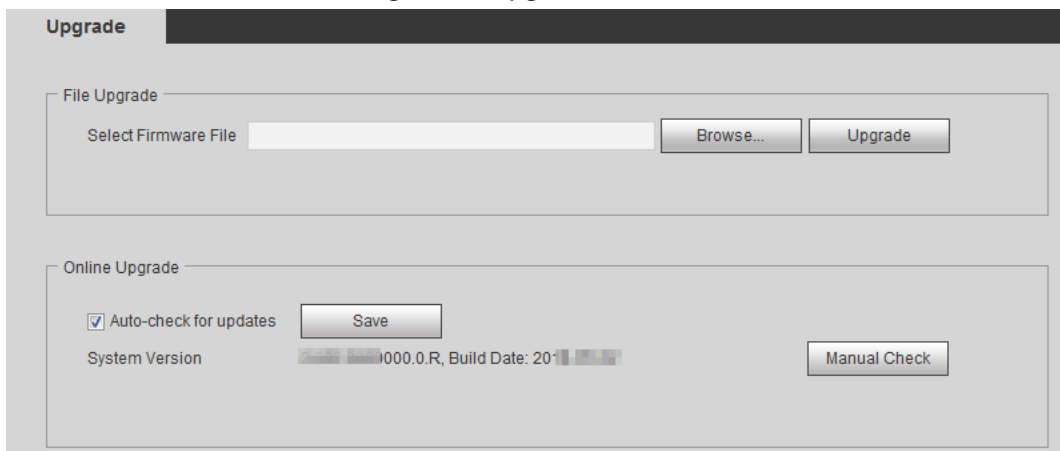 Upgrade
File Upgrade
Select Firmware File Browse... Upgrade
Online Upgrade
Auto-check for updates Save
System Version 000.0.R, Build Date: 201 Manual Check